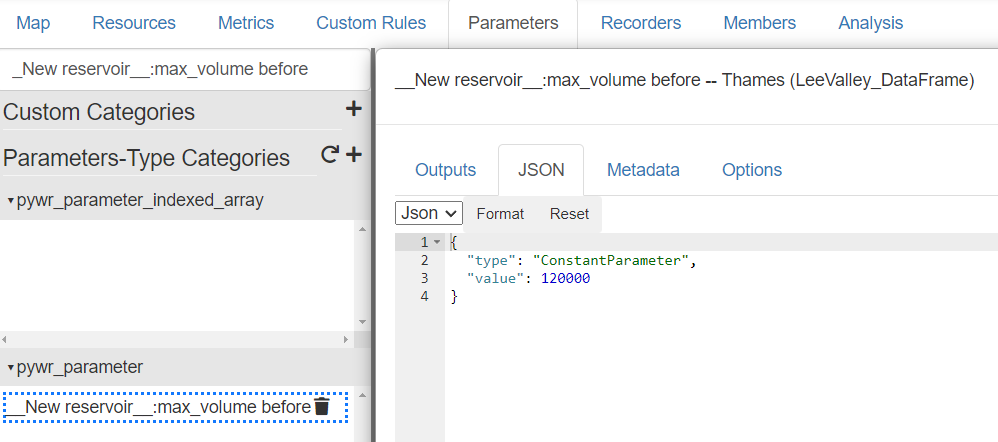 Map Resources Metrics Custom Rules Parameters Recorders Members Analysis
_New reservoir__:max_volume before
Custom Categories
Parameters-Type Categories
pywr_parameter_indexed_array
pywr_parameter
__New reservoir__:max_volume before
__New reservoir__:max_volume before -- Thames (LeeValley_DataFrame)
Outputs JSON Metadata Options
Json Format Reset
1 {
2 "type": "ConstantParameter",
3 "value": 120000
4 }